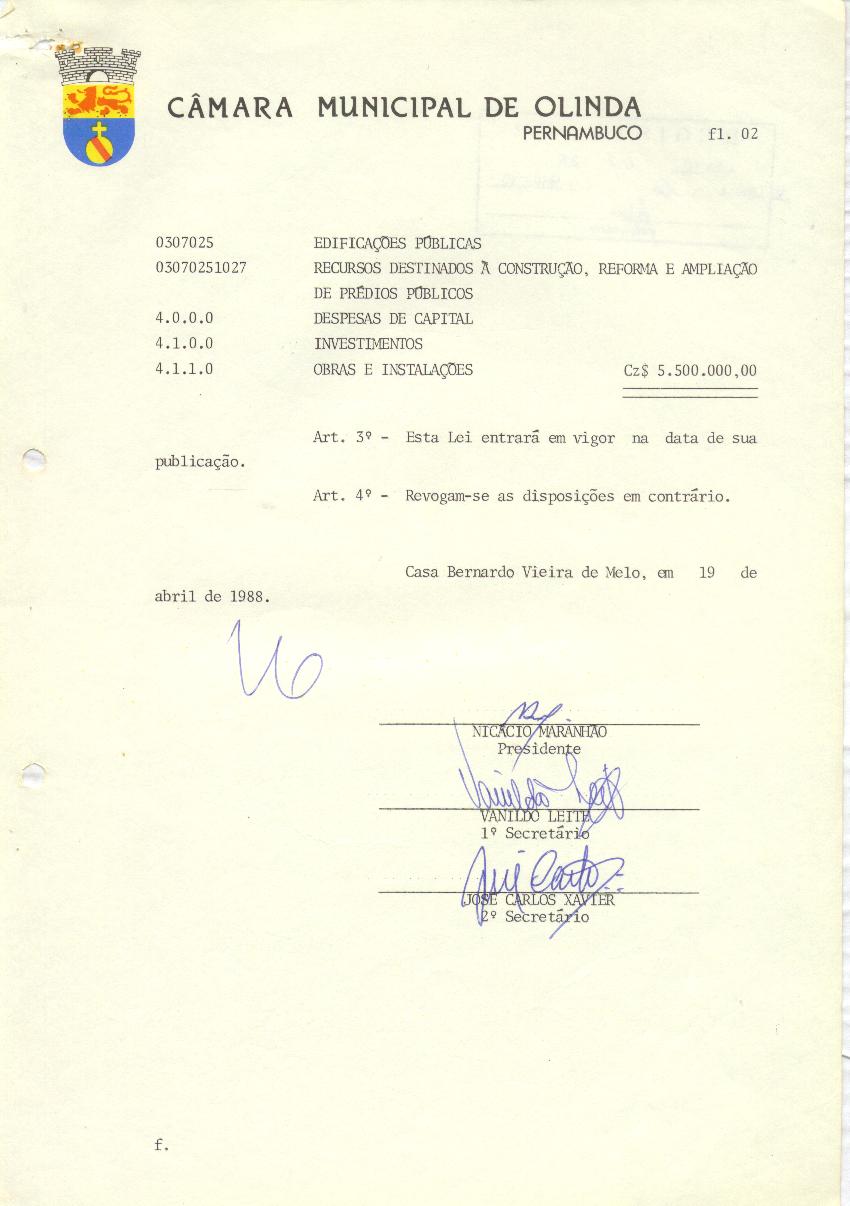 CÂMARA MUNICIPAL DE OLINDA
PERNAMBUCO
fl. 02
0307025 EDIFICAÇÕES PÚBLICAS
03070251027 RECURSOS DESTINADOS À CONSTRUÇÃO, REFORMA E AMPLIAÇÃO
DE PRÉDIOS PÚBLICOS
4.0.0.0 DESPESAS DE CAPITAL
4.1.0.0 INVESTIMENTOS
4.1.1.0 OBRAS E INSTALAÇÕES Cz$ 5.500.000,00
Art. 3º - Esta Lei entrará em vigor na data de sua
publicação.
Art. 4º - Revogam-se as disposições em contrário.
Casa Bernardo Vieira de Melo, em 19 de
abril de 1988.
NICÁCIO MARANHÃO
Presidente
Vanildo Leite
VANILDO LEITE
1º Secretário
José Carlos
JOSÉ CARLOS XAVIER
2º Secretário
f.